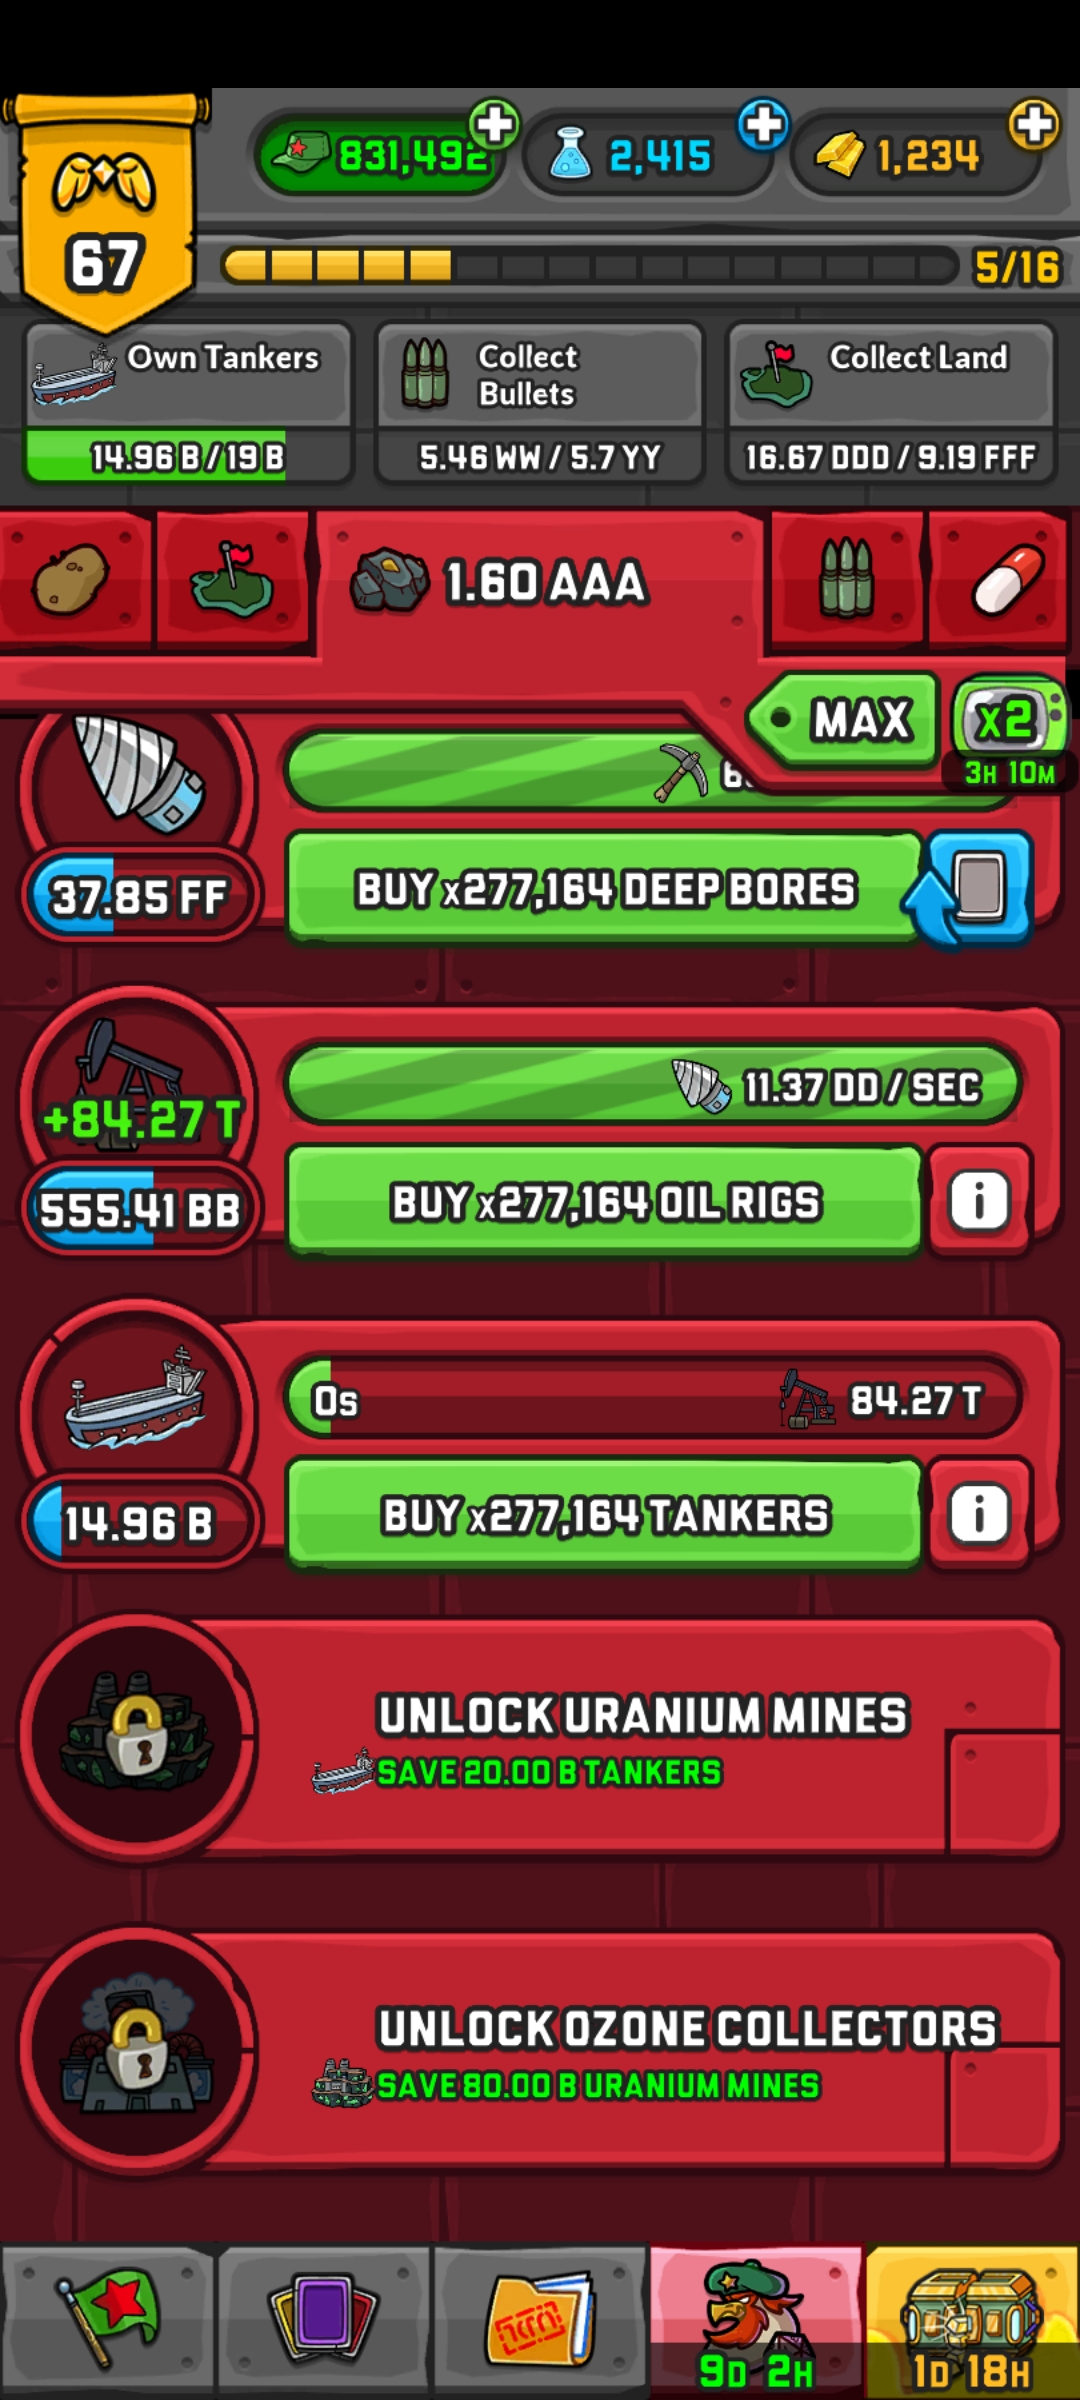 831,492
2,415
1,234
67
5/16
Own Tankers
14.96 B / 19 B
Collect
Bullets
5.46 WW / 5.7 YY
Collect Land
16.67 DDD / 9.19 FFF
1.60 AAA
MAX
x2
3H 10M
37.85 FF
BUY x277,164 DEEP BORES
+84.27 T
11.37 DD / SEC
555.41 BB
BUY x277,164 OIL RIGS
i
0s
84.27 T
14.96 B
BUY x277,164 TANKERS
i
UNLOCK URANIUM MINES
SAVE 20.00 B TANKERS
UNLOCK OZONE COLLECTORS
SAVE 80.00 B URANIUM MINES
9D 2H
1D 18H